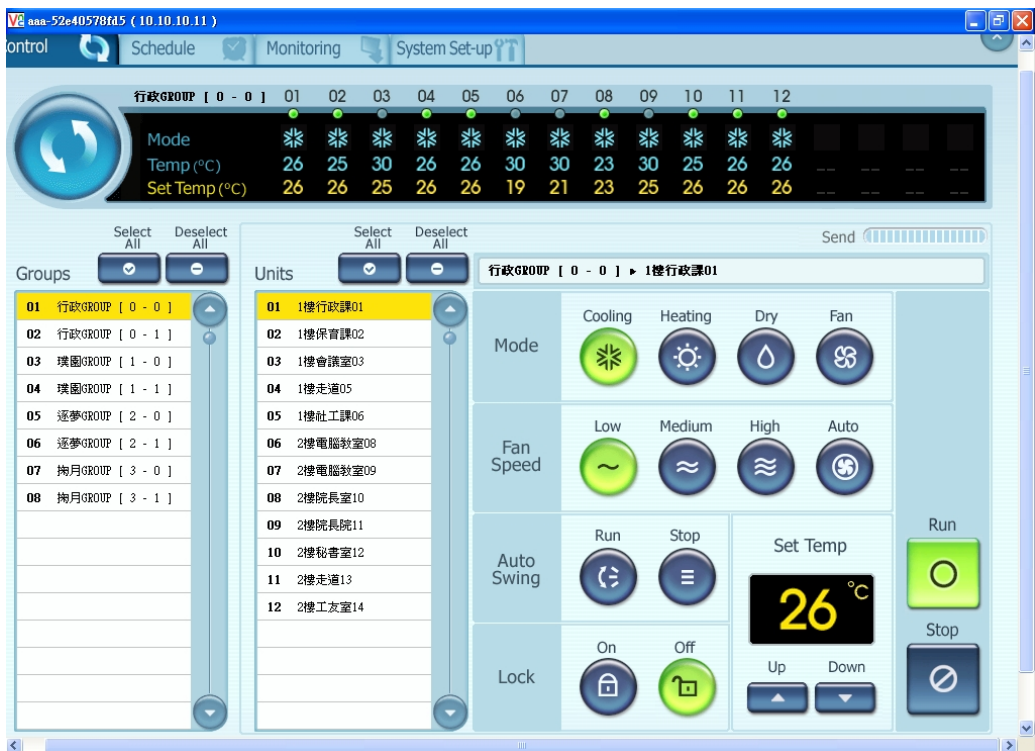 aaa-52e40578fd5 ( 10.10.10.11 )
ontrol Schedule Monitoring System Set-up
行政GROUP [ 0 - 0 ] 01 02 03 04 05 06 07 08 09 10 11 12
Mode
Temp (°C) 26 25 30 26 26 30 30 23 30 25 26 26 -- -- -- --
Set Temp (°C) 26 26 25 26 26 19 21 23 25 26 26 26 -- -- -- --
Select All Deselect All Select All Deselect All Send
Groups Units 行政GROUP [ 0 - 0 ] ▶ 1樓行政課01
01 行政GROUP [ 0 - 0 ]
02 行政GROUP [ 0 - 1 ]
03 璞園GROUP [ 1 - 0 ]
04 璞園GROUP [ 1 - 1 ]
05 逐夢GROUP [ 2 - 0 ]
06 逐夢GROUP [ 2 - 1 ]
07 掬月GROUP [ 3 - 0 ]
08 掬月GROUP [ 3 - 1 ]
01 1樓行政課01
02 1樓保育課02
03 1樓會議室03
04 1樓走道05
05 1樓社工課06
06 2樓電腦教室08
07 2樓電腦教室09
08 2樓院長室10
09 2樓院長院11
10 2樓秘書室12
11 2樓走道13
12 2樓工友室14
Mode Cooling Heating Dry Fan
Fan Speed Low Medium High Auto
Auto Swing Run Stop
Lock On Off
Set Temp
26 °C
Up Down
Run
Stop